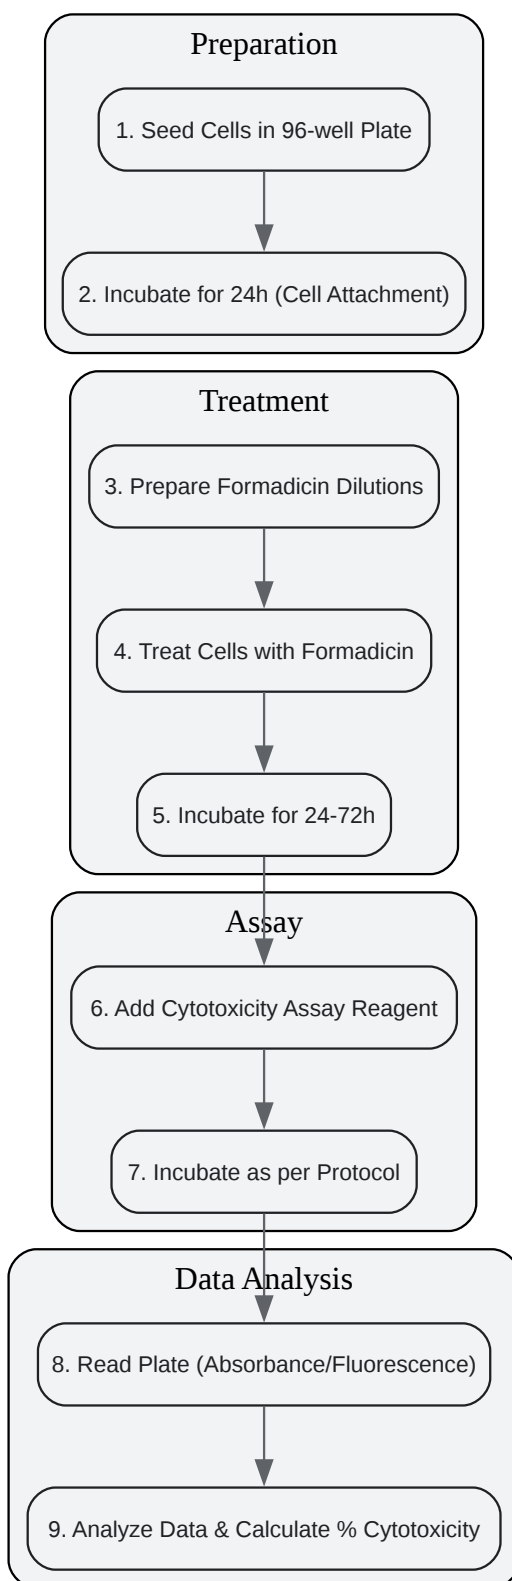 Preparation
1. Seed Cells in 96-well Plate
2. Incubate for 24h (Cell Attachment)
Treatment
3. Prepare Formadicin Dilutions
4. Treat Cells with Formadicin
5. Incubate for 24-72h
Assay
6. Add Cytotoxicity Assay Reagent
7. Incubate as per Protocol
Data Analysis
8. Read Plate (Absorbance/Fluorescence)
9. Analyze Data & Calculate % Cytotoxicity